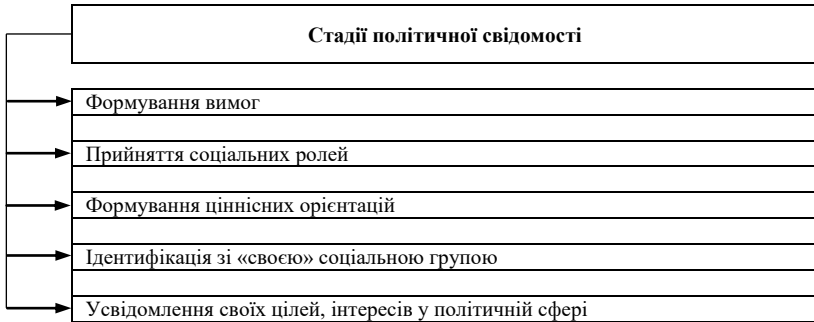 Стадії політичної свідомості
Формування вимог
Прийняття соціальних ролей
Формування ціннісних орієнтацій
Ідентифікація зі «своєю» соціальною групою
Усвідомлення своїх цілей, інтересів у політичній сфері